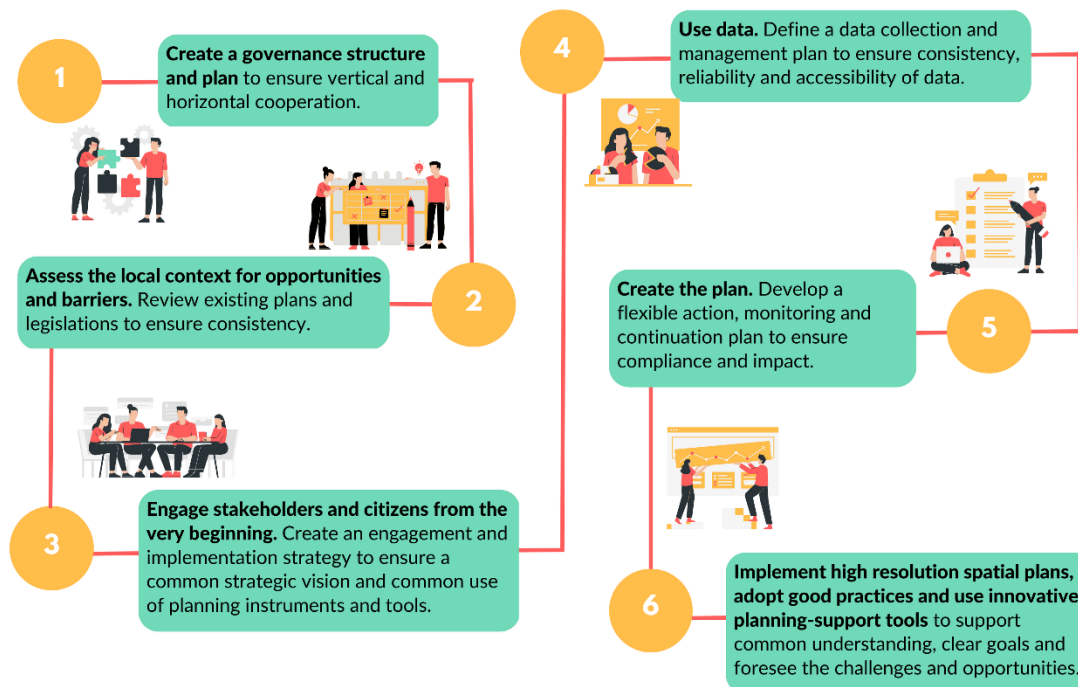 1
Create a governance structure
and plan to ensure vertical and
horizontal cooperation.
2
Assess the local context for opportunities
and barriers. Review existing plans and
legislations to ensure consistency.
3
Engage stakeholders and citizens from the
very beginning. Create an engagement and
implementation strategy to ensure a
common strategic vision and common use
of planning instruments and tools.
4
Use data. Define a data collection and
management plan to ensure consistency,
reliability and accessibility of data.
5
Create the plan. Develop a
flexible action, monitoring and
continuation plan to ensure
compliance and impact.
6
Implement high resolution spatial plans,
adopt good practices and use innovative
planning-support tools to support
common understanding, clear goals and
foresee the challenges and opportunities.